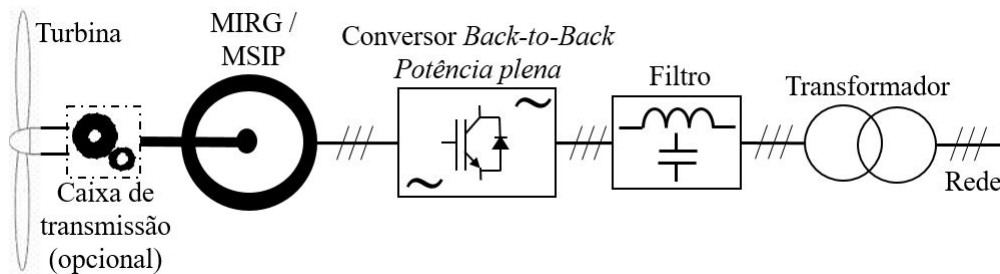 Turbina
MIRG /
MSIP
Conversor Back-to-Back
Potência plena
Filtro
Transformador
Rede
Caixa de
transmissão
(opcional)